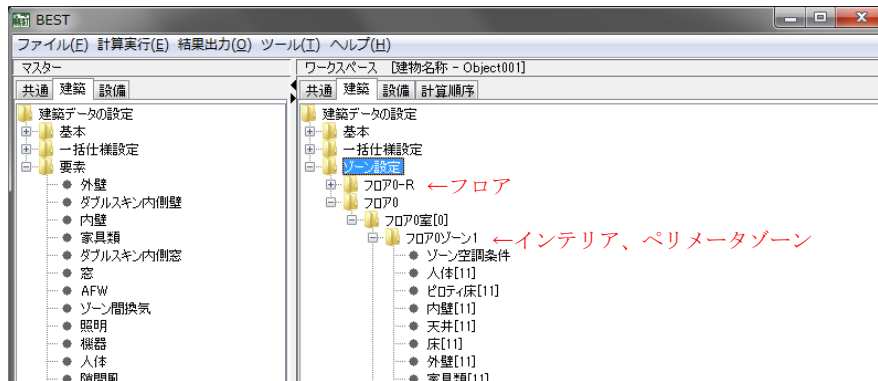 BEST
ファイル(F) 計算実行(E) 結果出力(O) ツール(T) ヘルプ(H)
マスター
共通 建築 設備
建築データの設定
基本
一括仕様設定
要素
外壁
ダブルスキン内側壁
内壁
家具類
ダブルスキン内側窓
窓
AFW
ゾーン間換気
照明
機器
人体
隙間風
ワークスペース [建物名称 - Object001]
共通 建築 設備 計算順序
建築データの設定
基本
一括仕様設定
ゾーン設定
フロア0-R ←フロア
フロア0
フロア0室[0]
フロア0ゾーン1 ←インテリア、ペリメータゾーン
ゾーン空調条件
人体[11]
ピロティ床[11]
内壁[11]
天井[11]
床[11]
外壁[11]
家具類[11]